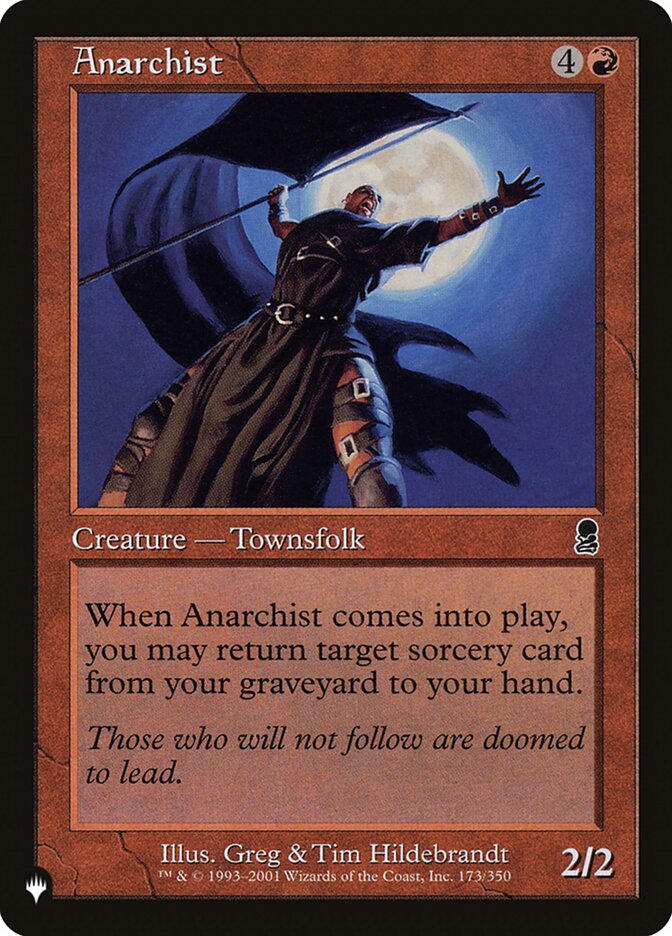 Anarchist 4
Creature — Townsfolk
When Anarchist comes into play,
you may return target sorcery card
from your graveyard to your hand.
Those who will not follow are doomed
to lead.
Illus. Greg & Tim Hildebrandt
™ & © 1993–2001 Wizards of the Coast, Inc. 173/350
2/2